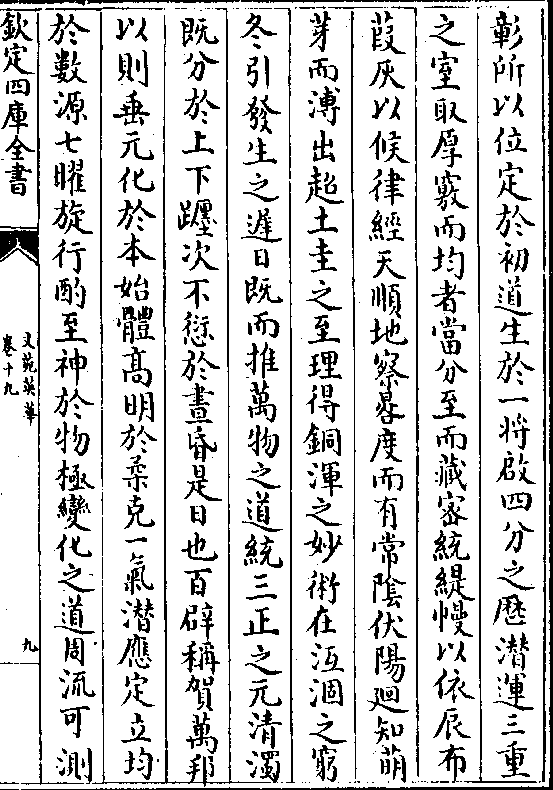 彰所以位定於初道生於一將啟四分之歷潛運三重
之室取厚竅而均者當分至而藏密統緹幔以依辰布
葭灰以候律經天順地察晷度而有常陰伏陽廻知萌
芽而溥出超土圭之至理得銅渾之妙術在沍涸之窮
冬引發生之遲日既而推萬物之道統三正之元清濁
既分於上下躔次不愆於晝昏是日也百辟稱賀萬邦
以則垂元化於本始體髙明於柔克一氣潛應定立均
於數源七曜旋行酌至神於物極變化之道周流可測
欽定四庫全書
文苑英華
卷十九
九